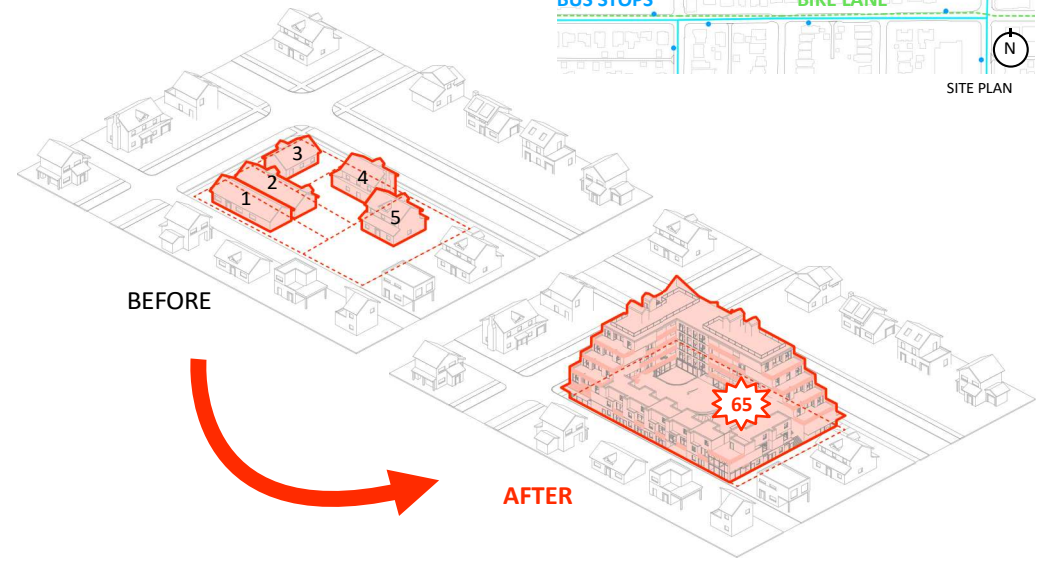 BUS STOPS
BIKE LANE
N
SITE PLAN
3
2
4
1
5
BEFORE
65
AFTER